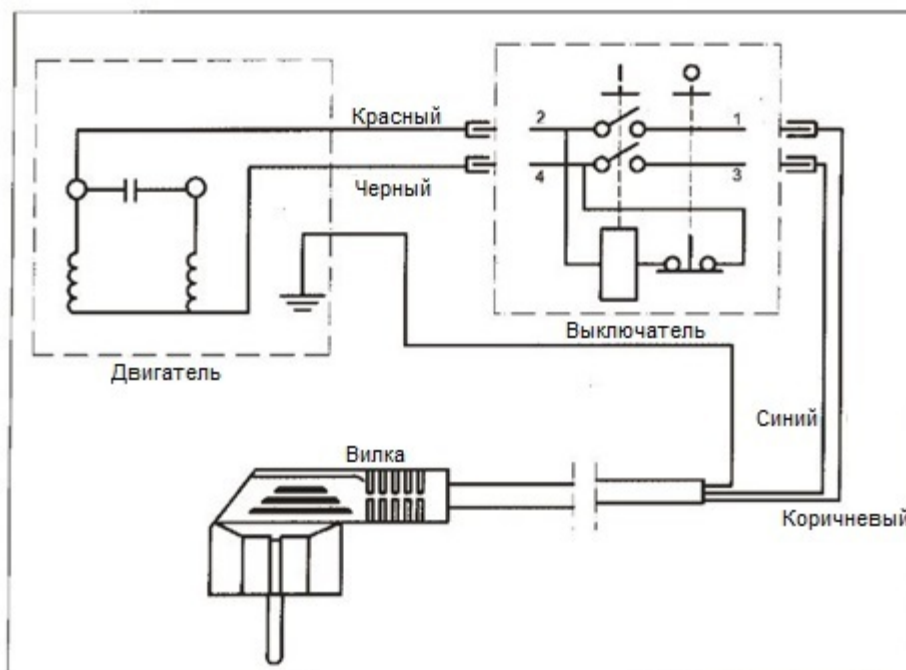 Красный
2
1
4
3
Черный
Выключатель
Двигатель
Синий
Вилка
Коричневый